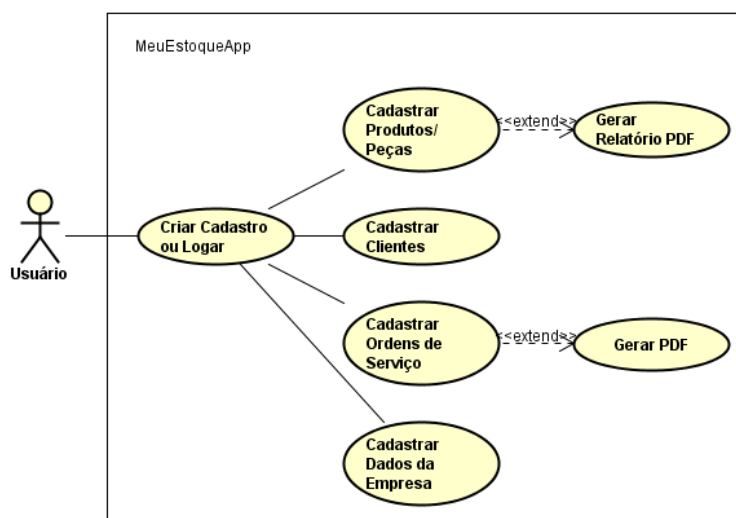 MeuEstoqueApp
Cadastrar
Produtos/
Peças
<<extend>>
Gerar
Relatório PDF
Usuário
Criar Cadastro
ou Logar
Cadastrar
Clientes
Cadastrar
Ordens de
Serviço
<<extend>>
Gerar PDF
Cadastrar
Dados da
Empresa